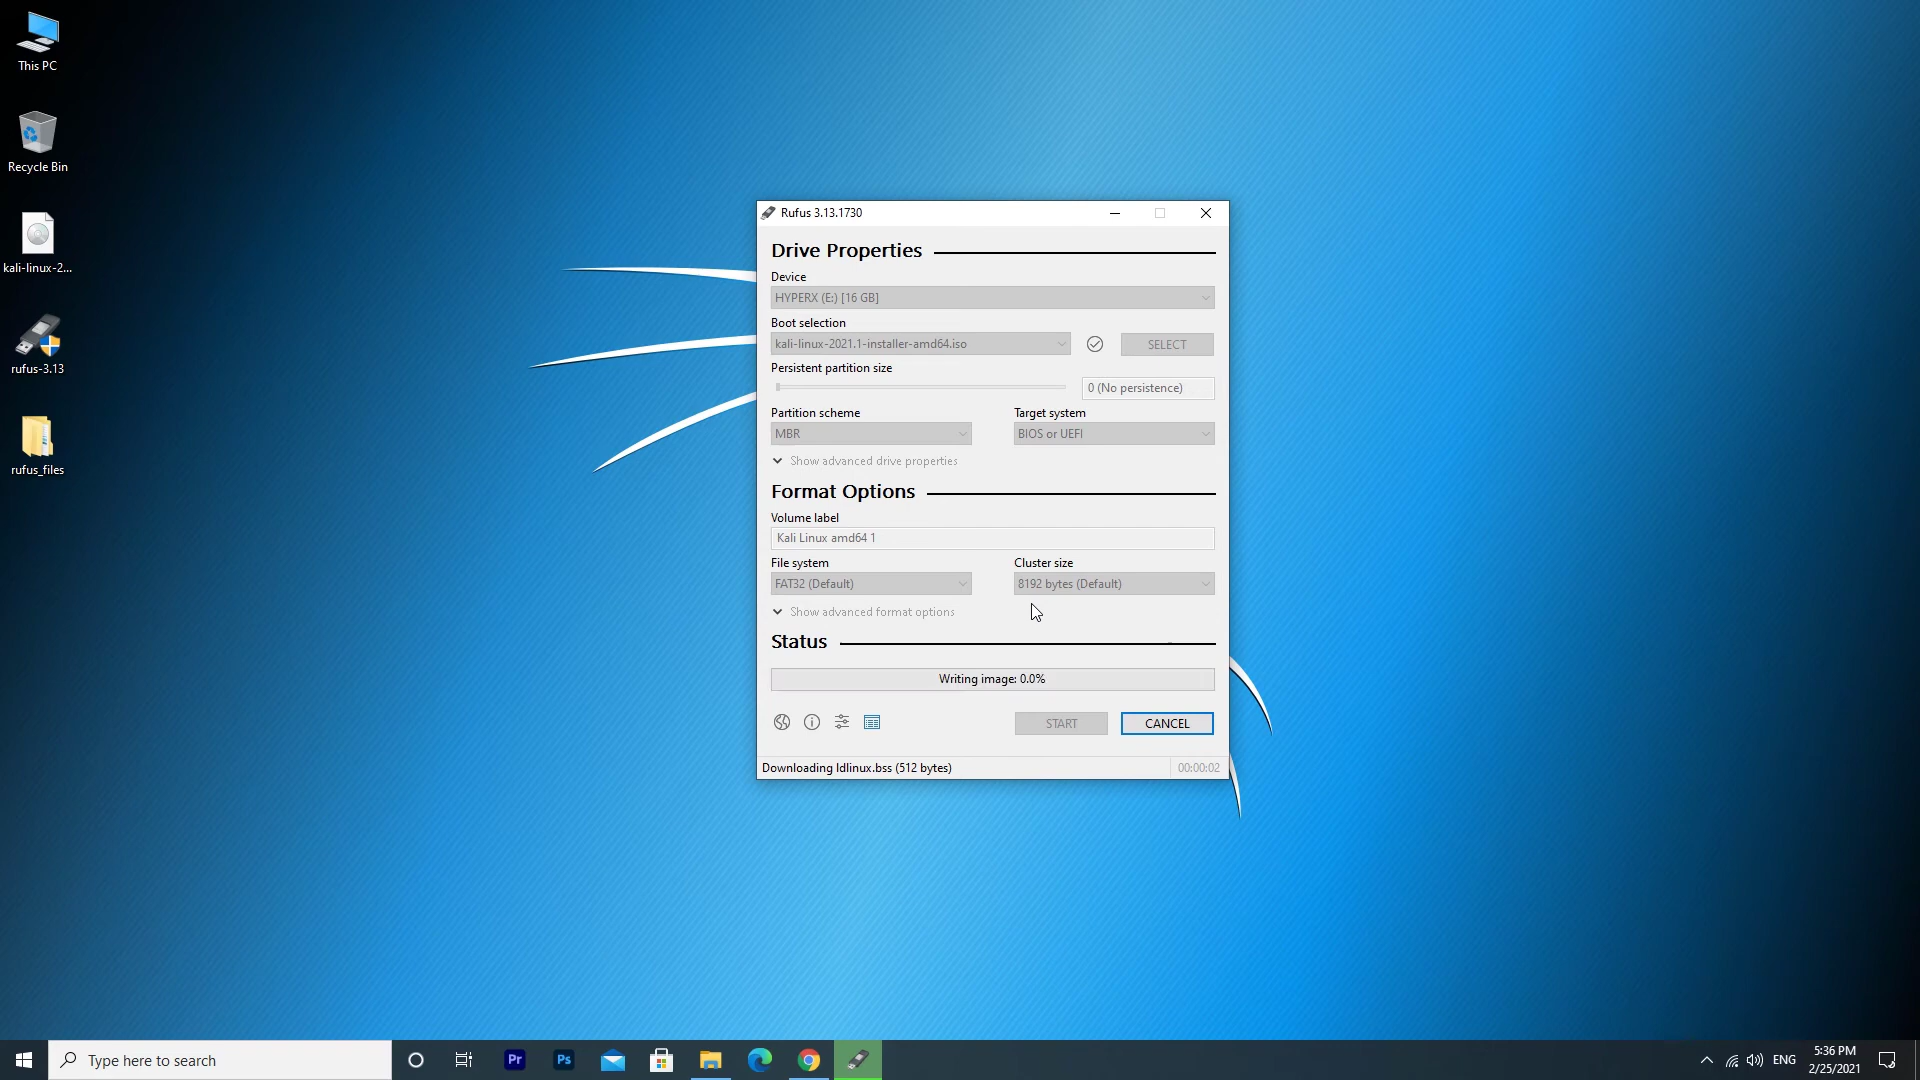 This PC
Recycle Bin
kali-linux-2...
rufus-3.13
rufus_files
Rufus 3.13.1730
Drive Properties
Device
HYPERX (E:) [16 GB]
Boot selection
kali-linux-2021.1-installer-amd64.iso
SELECT
Persistent partition size
0 (No persistence)
Partition scheme
Target system
MBR
BIOS or UEFI
Show advanced drive properties
Format Options
Volume label
Kali Linux amd64 1
File system
Cluster size
FAT32 (Default)
8192 bytes (Default)
Show advanced format options
Status
Writing image: 0.0%
START
CANCEL
Downloading ldlinux.bss (512 bytes)
00:00:02
Type here to search
Pr
Ps
ENG
5:36 PM
2/25/2021